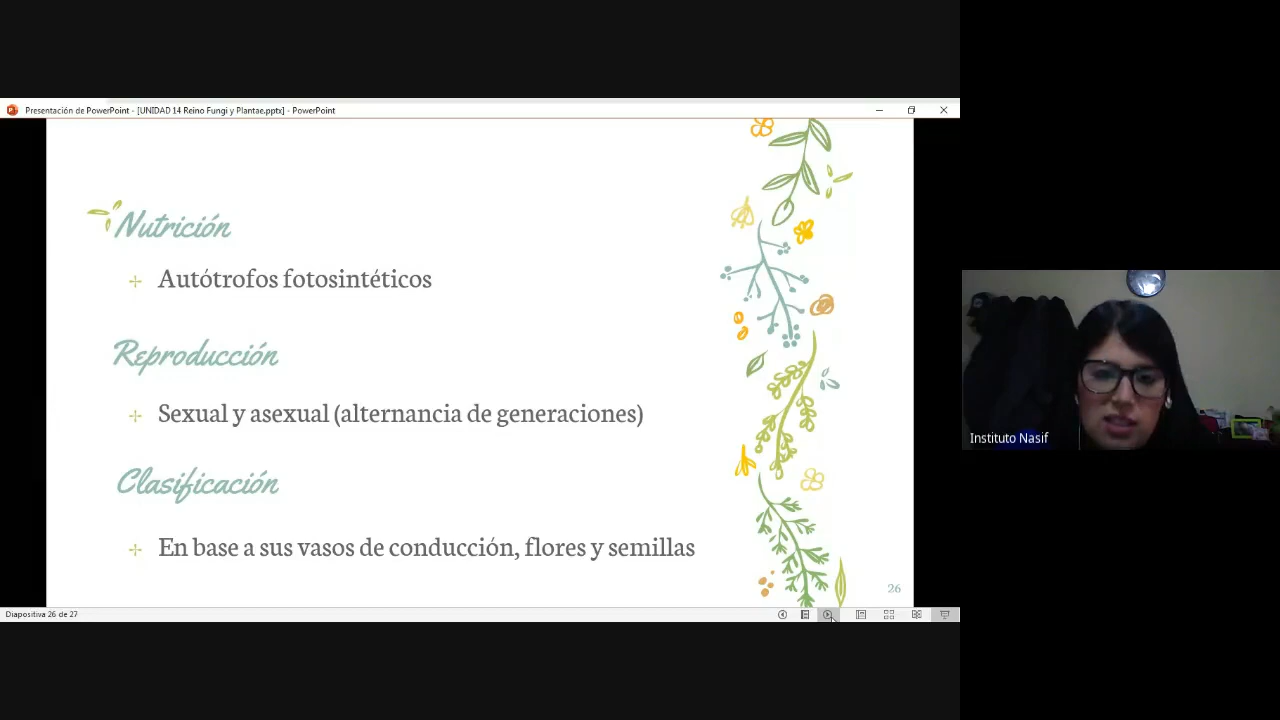 Presentación de PowerPoint - [UNIDAD 14 Reino Fungi y Plantae.pptx] - PowerPoint
Nutrición
Autótrofos fotosintéticos
Reproducción
Sexual y asexual (alternancia de generaciones)
Clasificación
En base a sus vasos de conducción, flores y semillas
26
Diapositiva 26 de 27
Instituto Nasif